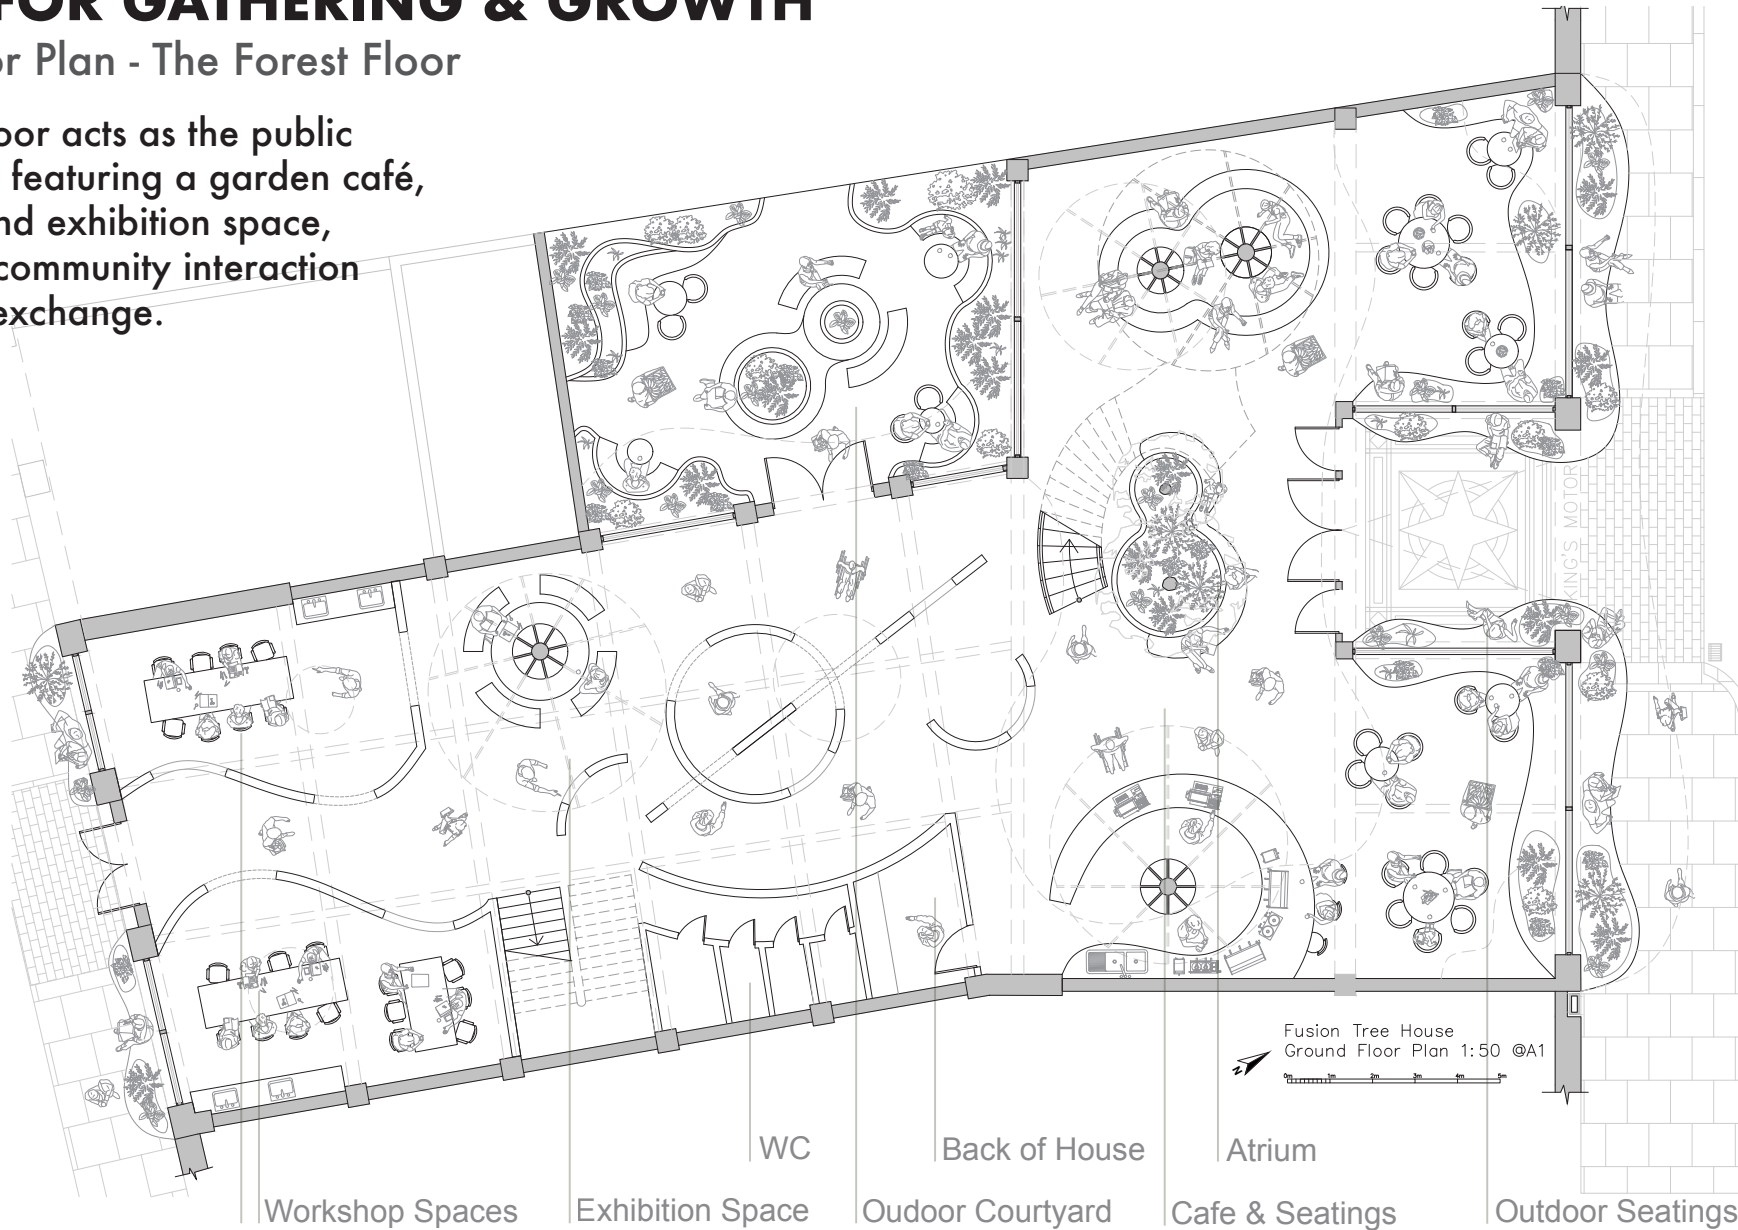 FOR GATHERING & GROWTH
or Plan - The Forest Floor
oor acts as the public
featuring a garden café,
nd exhibition space,
community interaction
exchange.
KING'S MOTOR
Fusion Tree House
Ground Floor Plan 1:50 @A1
N
0m 1m 2m 3m 4m 5m
WC
Back of House
Atrium
Workshop Spaces
Exhibition Space
Oudoor Courtyard
Cafe & Seatings
Outdoor Seatings